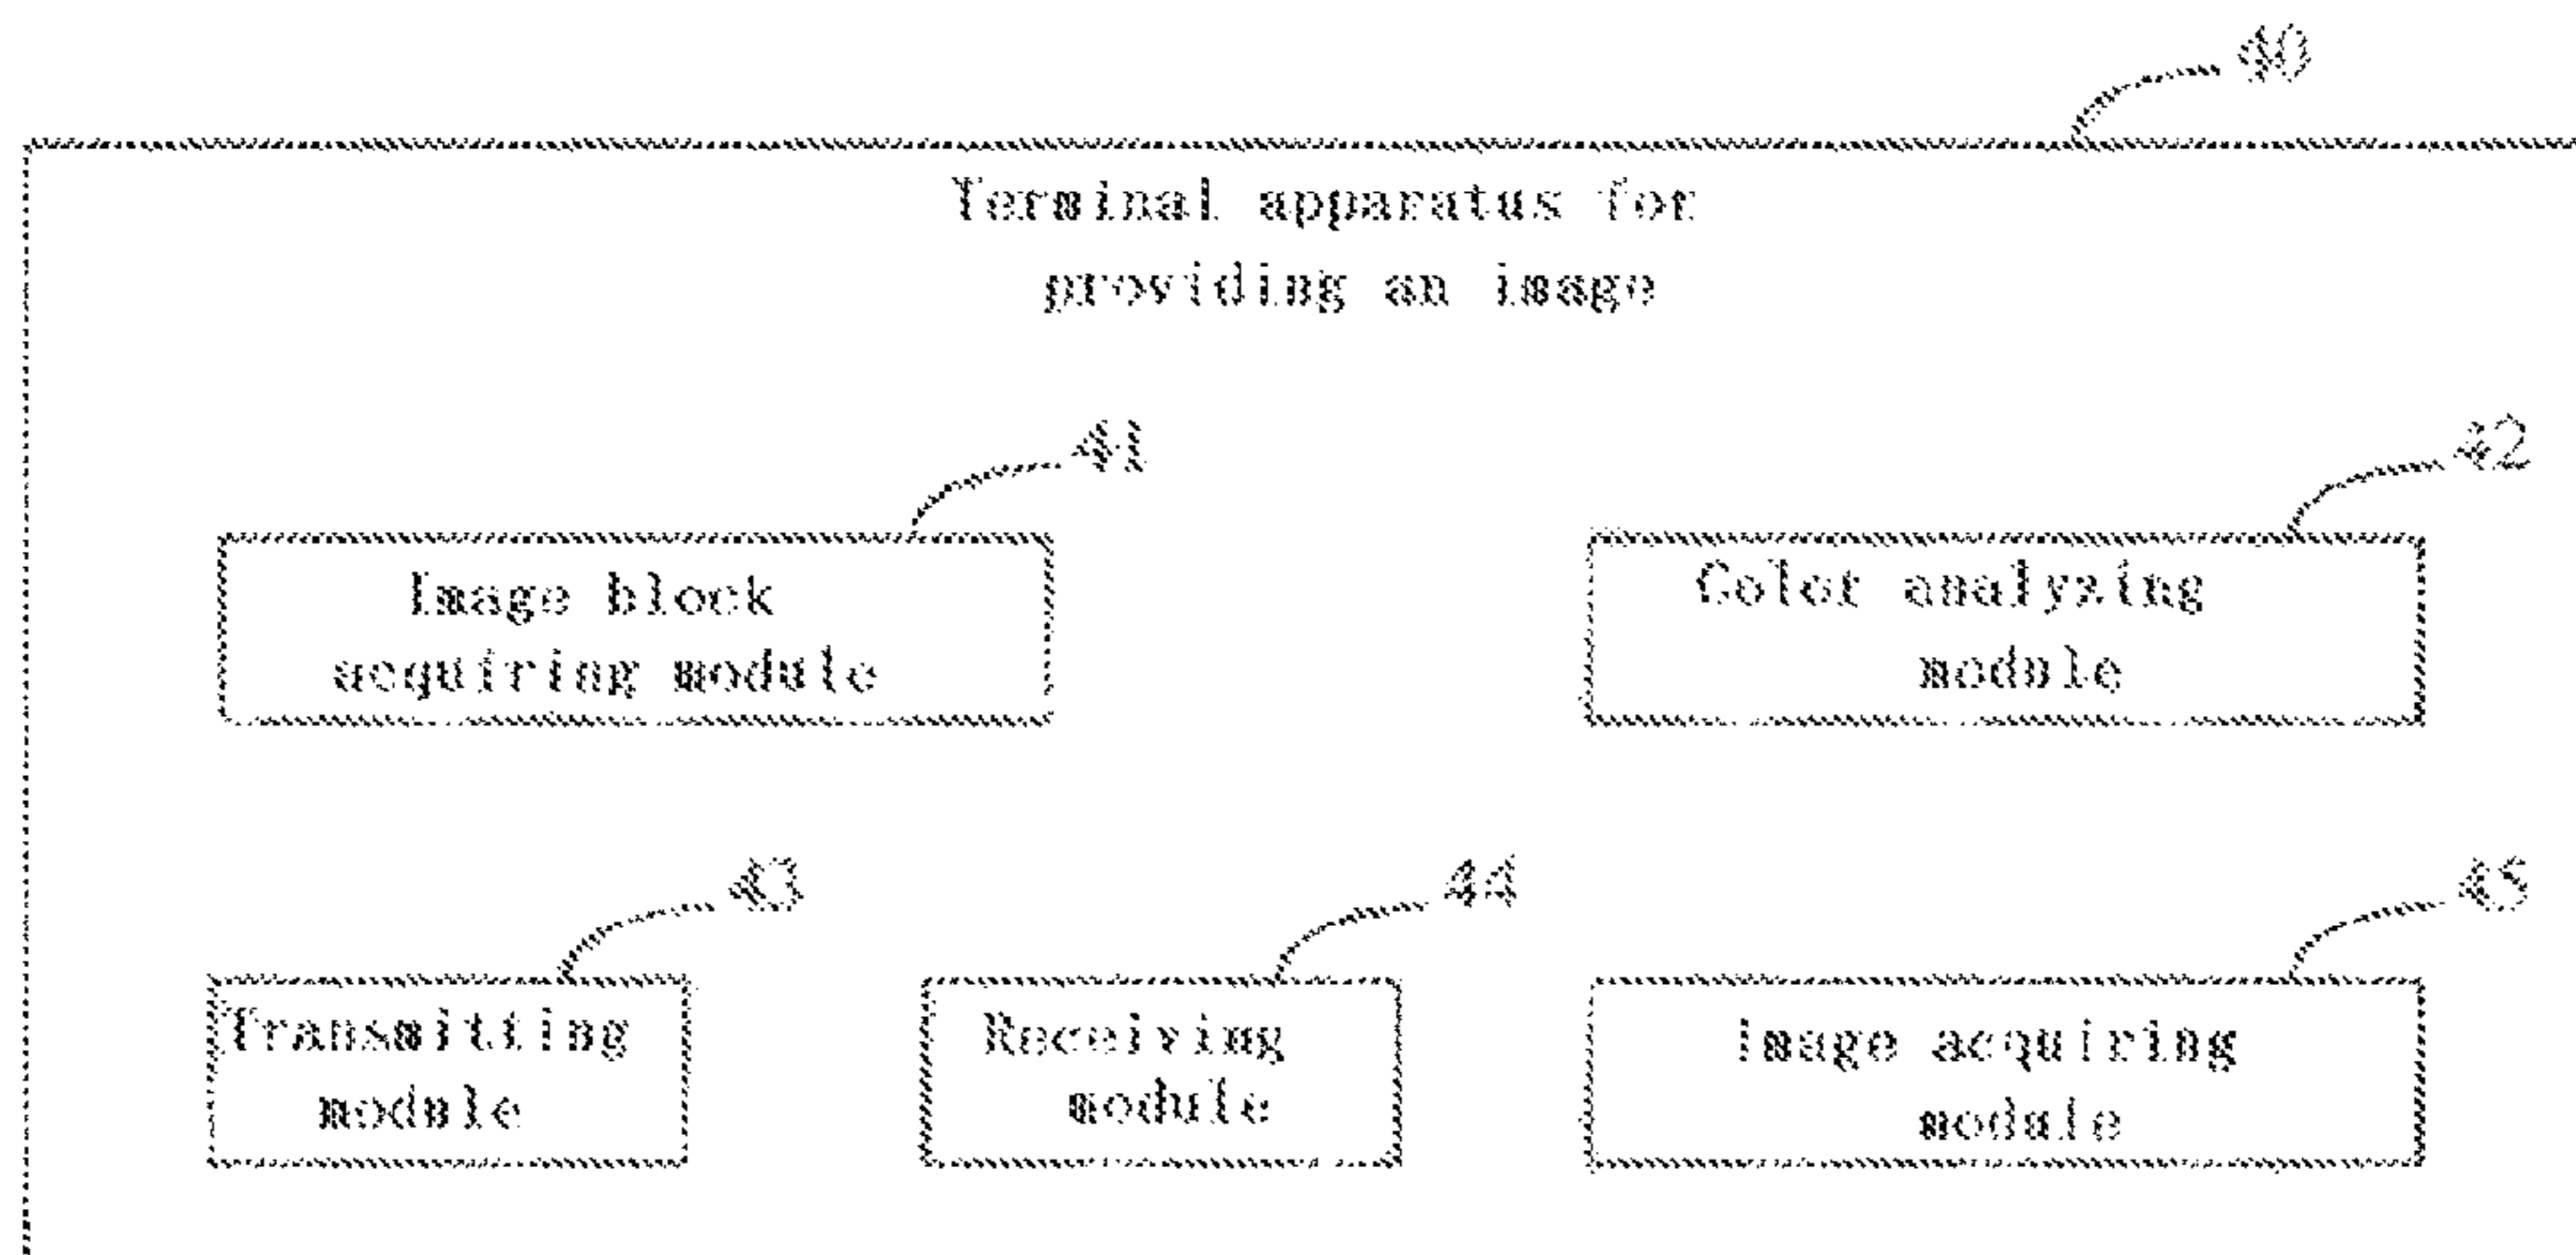 40
Terminal apparatus for
providing an image
41
42
Image block
acquiring module
Color analyzing
module
43
44
45
Transmitting
module
Receiving
module
Image acquiring
module